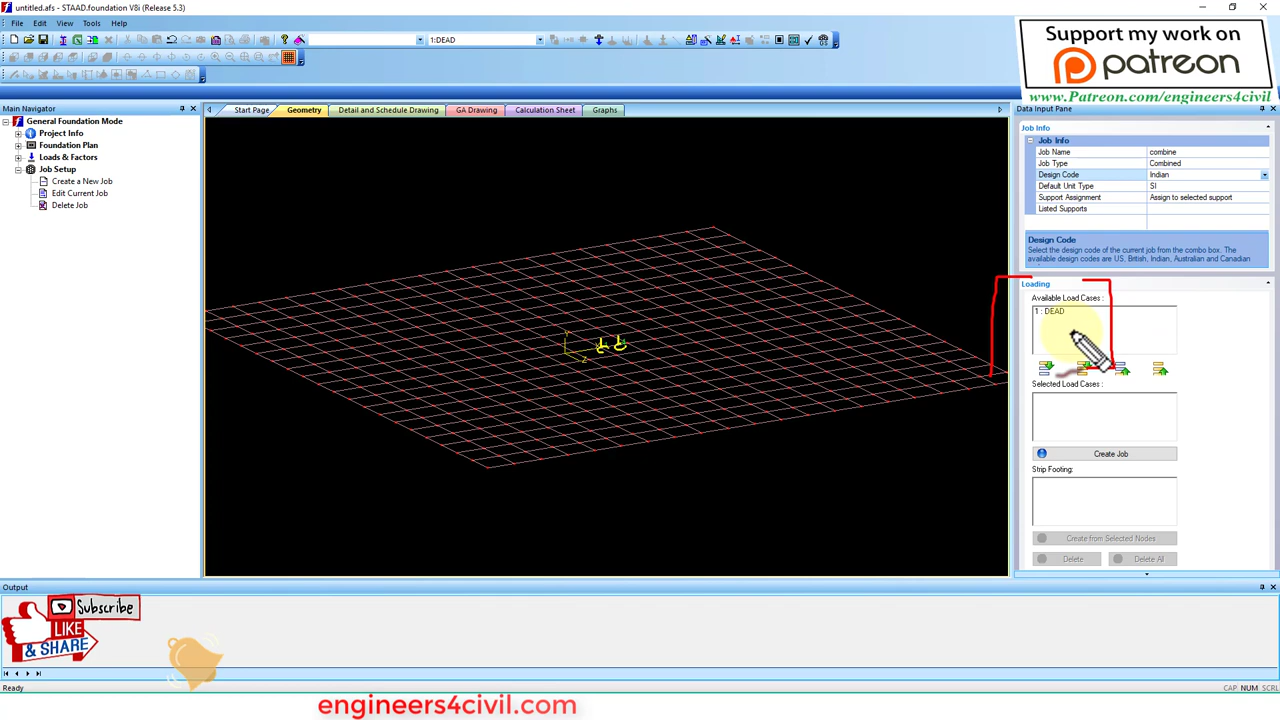 untitled.afs - STAAD.foundation V8i (Release 5.3)
File Edit View Tools Help
1:DEAD
Support my work on
patreon
www.Patreon.com/engineers4civil
Main Navigator
General Foundation Mode
Project Info
Foundation Plan
Loads & Factors
Job Setup
Create a New Job
Edit Current Job
Delete Job
Start Page
Geometry
Detail and Schedule Drawing
GA Drawing
Calculation Sheet
Graphs
Y
Z
Data Input Pane
Job Info
Job Info
Job Name combine
Job Type Combined
Design Code Indian
Default Unit Type SI
Support Assignment Assign to selected support
Listed Supports
Design Code
Select the design code of the current job from the combo box. The
available design codes are US, British, Indian, Australian and Canadian
Loading
Available Load Cases :
1 : DEAD
Selected Load Cases :
Create Job
Strip Footing:
Create from Selected Nodes
Delete Delete All
Output
Subscribe
LIKE
& SHARE
Ready
CAP NUM SCRL
engineers4civil.com